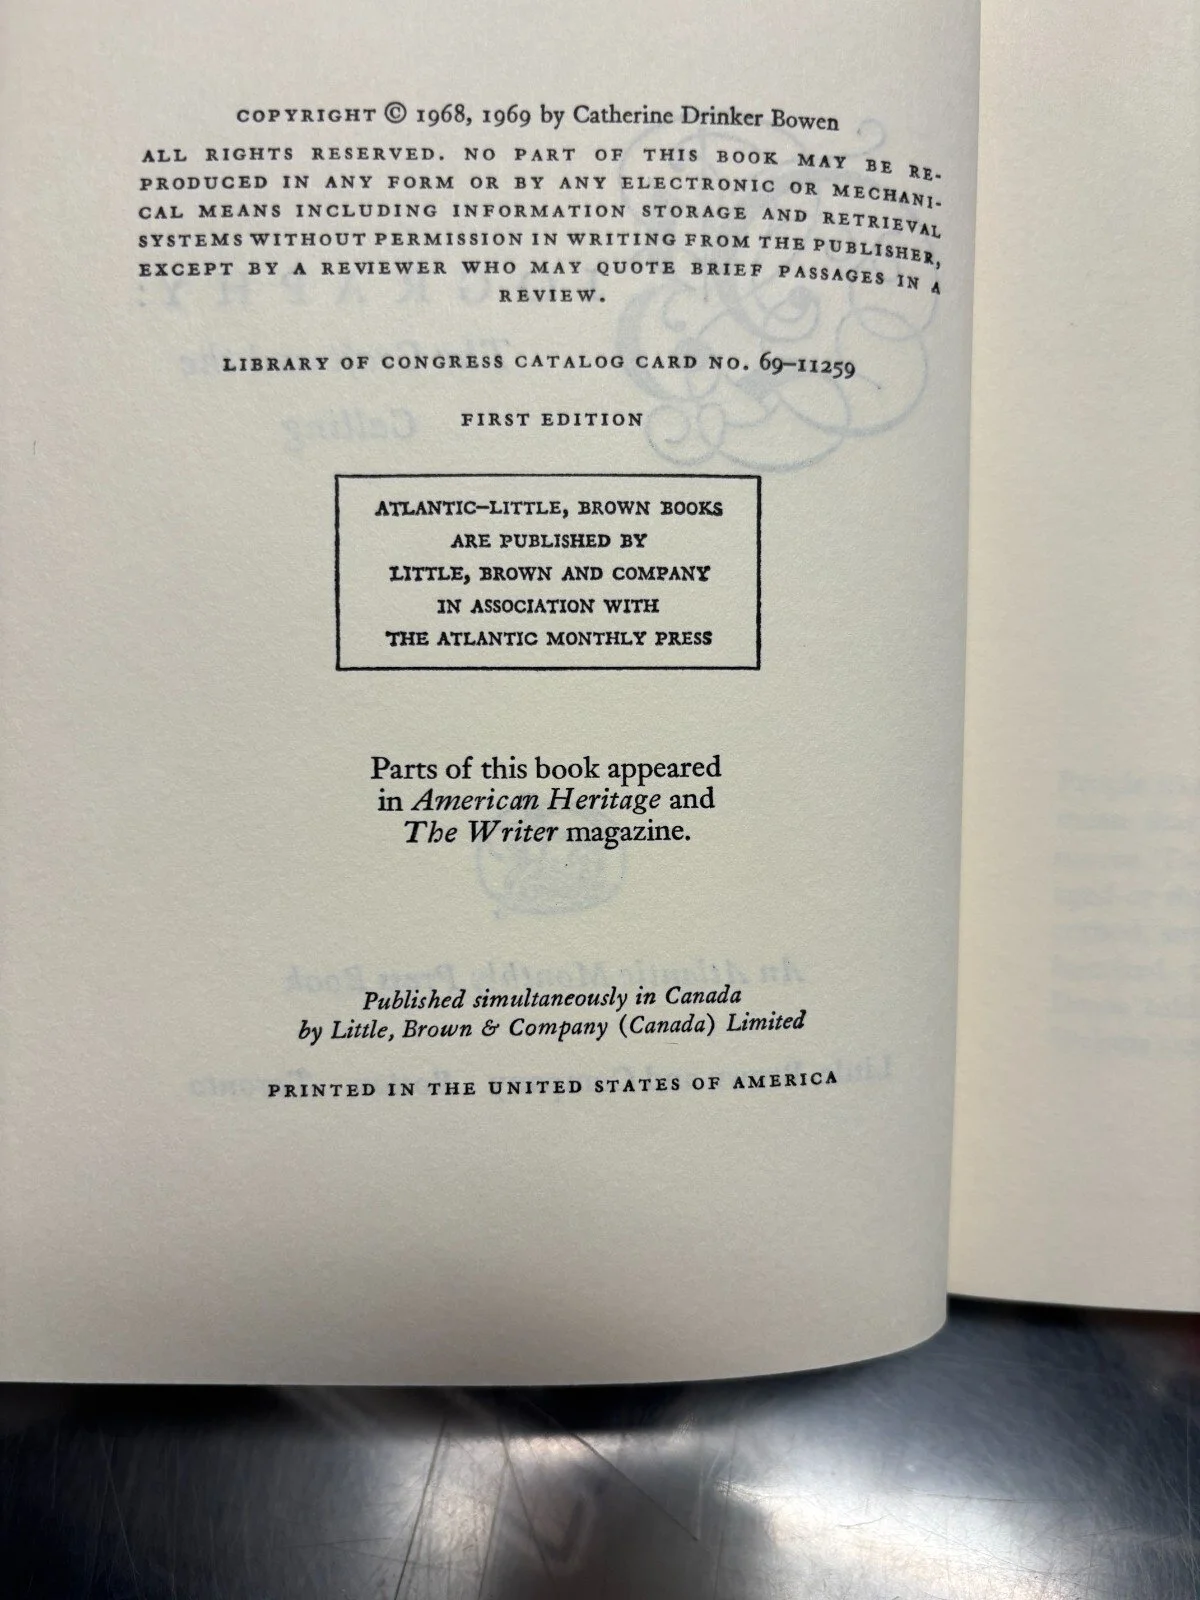 COPYRIGHT © 1968, 1969 by Catherine Drinker Bowen
ALL RIGHTS RESERVED. NO PART OF THIS BOOK MAY BE RE-
PRODUCED IN ANY FORM OR BY ANY ELECTRONIC OR MECHANI-
CAL MEANS INCLUDING INFORMATION STORAGE AND RETRIEVAL
SYSTEMS WITHOUT PERMISSION IN WRITING FROM THE PUBLISHER,
EXCEPT BY A REVIEWER WHO MAY QUOTE BRIEF PASSAGES IN A
REVIEW.
LIBRARY OF CONGRESS CATALOG CARD NO. 69–11259
FIRST EDITION
ATLANTIC–LITTLE, BROWN BOOKS
ARE PUBLISHED BY
LITTLE, BROWN AND COMPANY
IN ASSOCIATION WITH
THE ATLANTIC MONTHLY PRESS
Parts of this book appeared
in American Heritage and
The Writer magazine.
Published simultaneously in Canada
by Little, Brown & Company (Canada) Limited
PRINTED IN THE UNITED STATES OF AMERICA